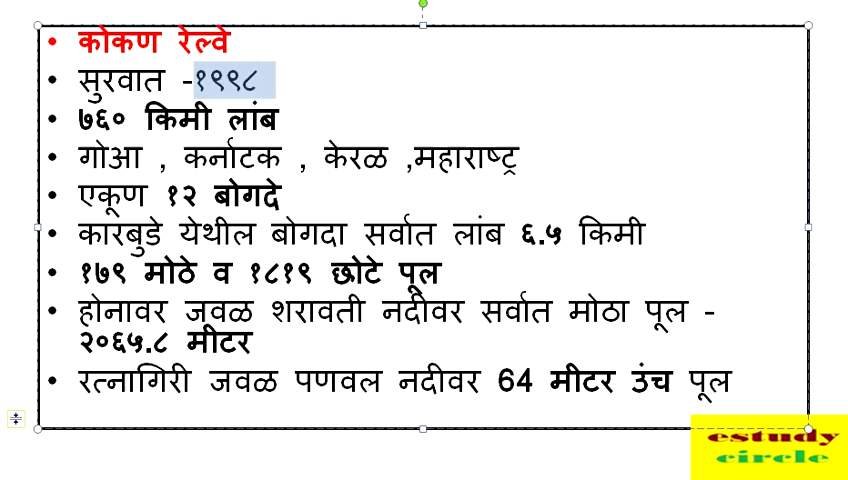 • कोकण रेल्वे
• सुरवात -१९९८
• ७६० किमी लांब
• गोआ , कर्नाटक , केरळ ,महाराष्ट्र
• एकूण १२ बोगदे
• कारबुडे येथील बोगदा सर्वात लांब ६.५ किमी
• १७९ मोठे व १८१९ छोटे पूल
• होनावर जवळ शरावती नदीवर सर्वात मोठा पूल -
२०६५.८ मीटर
• रत्नागिरी जवळ पणवल नदीवर 64 मीटर उंच पूल
estudy
circle